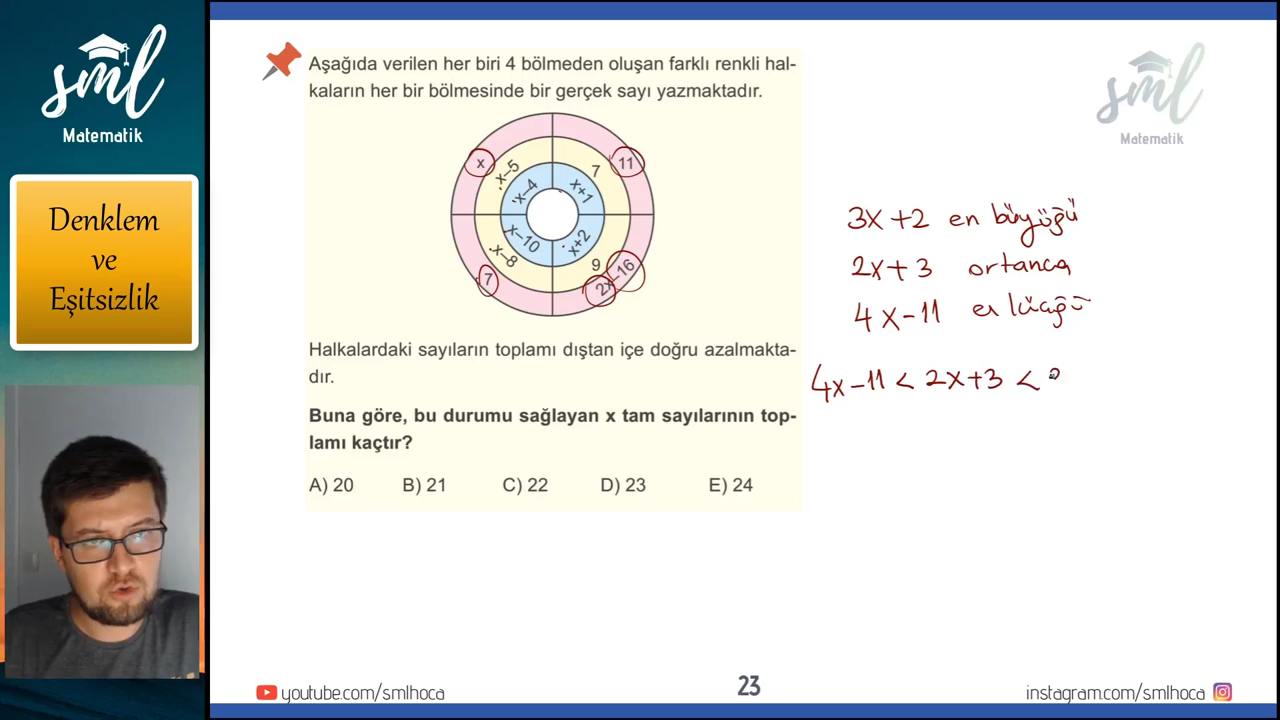 sml
Matematik
Denklem
ve
Eşitsizlik
Aşağıda verilen her biri 4 bölmeden oluşan farklı renkli hal-
kaların her bir bölmesinde bir gerçek sayı yazmaktadır.
x
11
x–5
7
x–4
x+1
x–10
x+2
x–8
9
7
2x–16
Halkalardaki sayıların toplamı dıştan içe doğru azalmakta-
dır.
Buna göre, bu durumu sağlayan x tam sayılarının top-
lamı kaçtır?
A) 20 B) 21 C) 22 D) 23 E) 24
sml
Matematik
3x+2 en büyüğü
2x+3 ortanca
4x-11
4x-11 < 2x+3 <
youtube.com/smlhoca
23
instagram.com/smlhoca